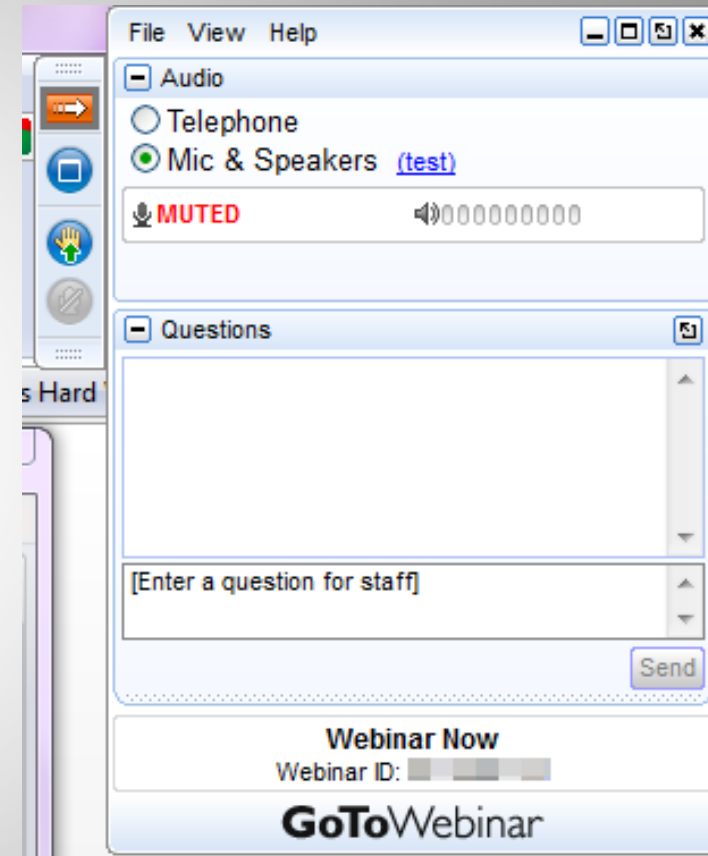 File View Help
Audio
Telephone
Mic & Speakers (test)
MUTED
Questions
s Hard
[Enter a question for staff]
Send
Webinar Now
Webinar ID:
GoToWebinar